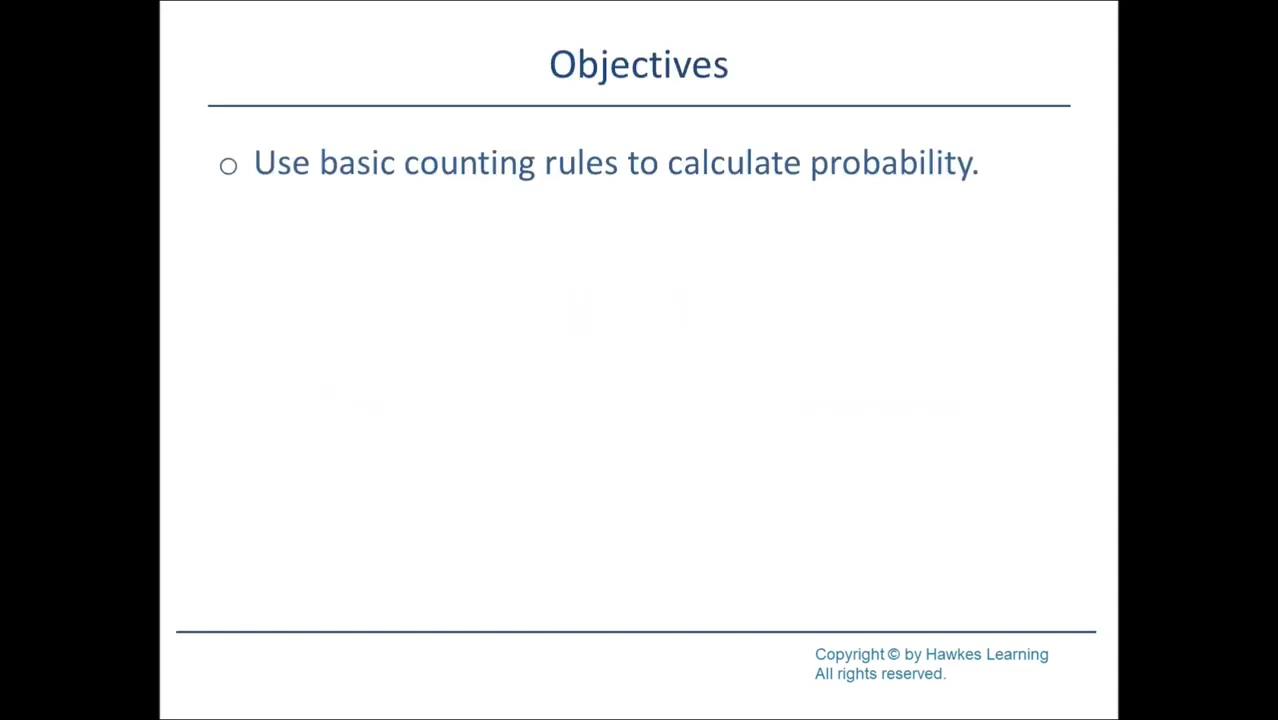 Objectives
○ Use basic counting rules to calculate probability.
Copyright © by Hawkes Learning
All rights reserved.